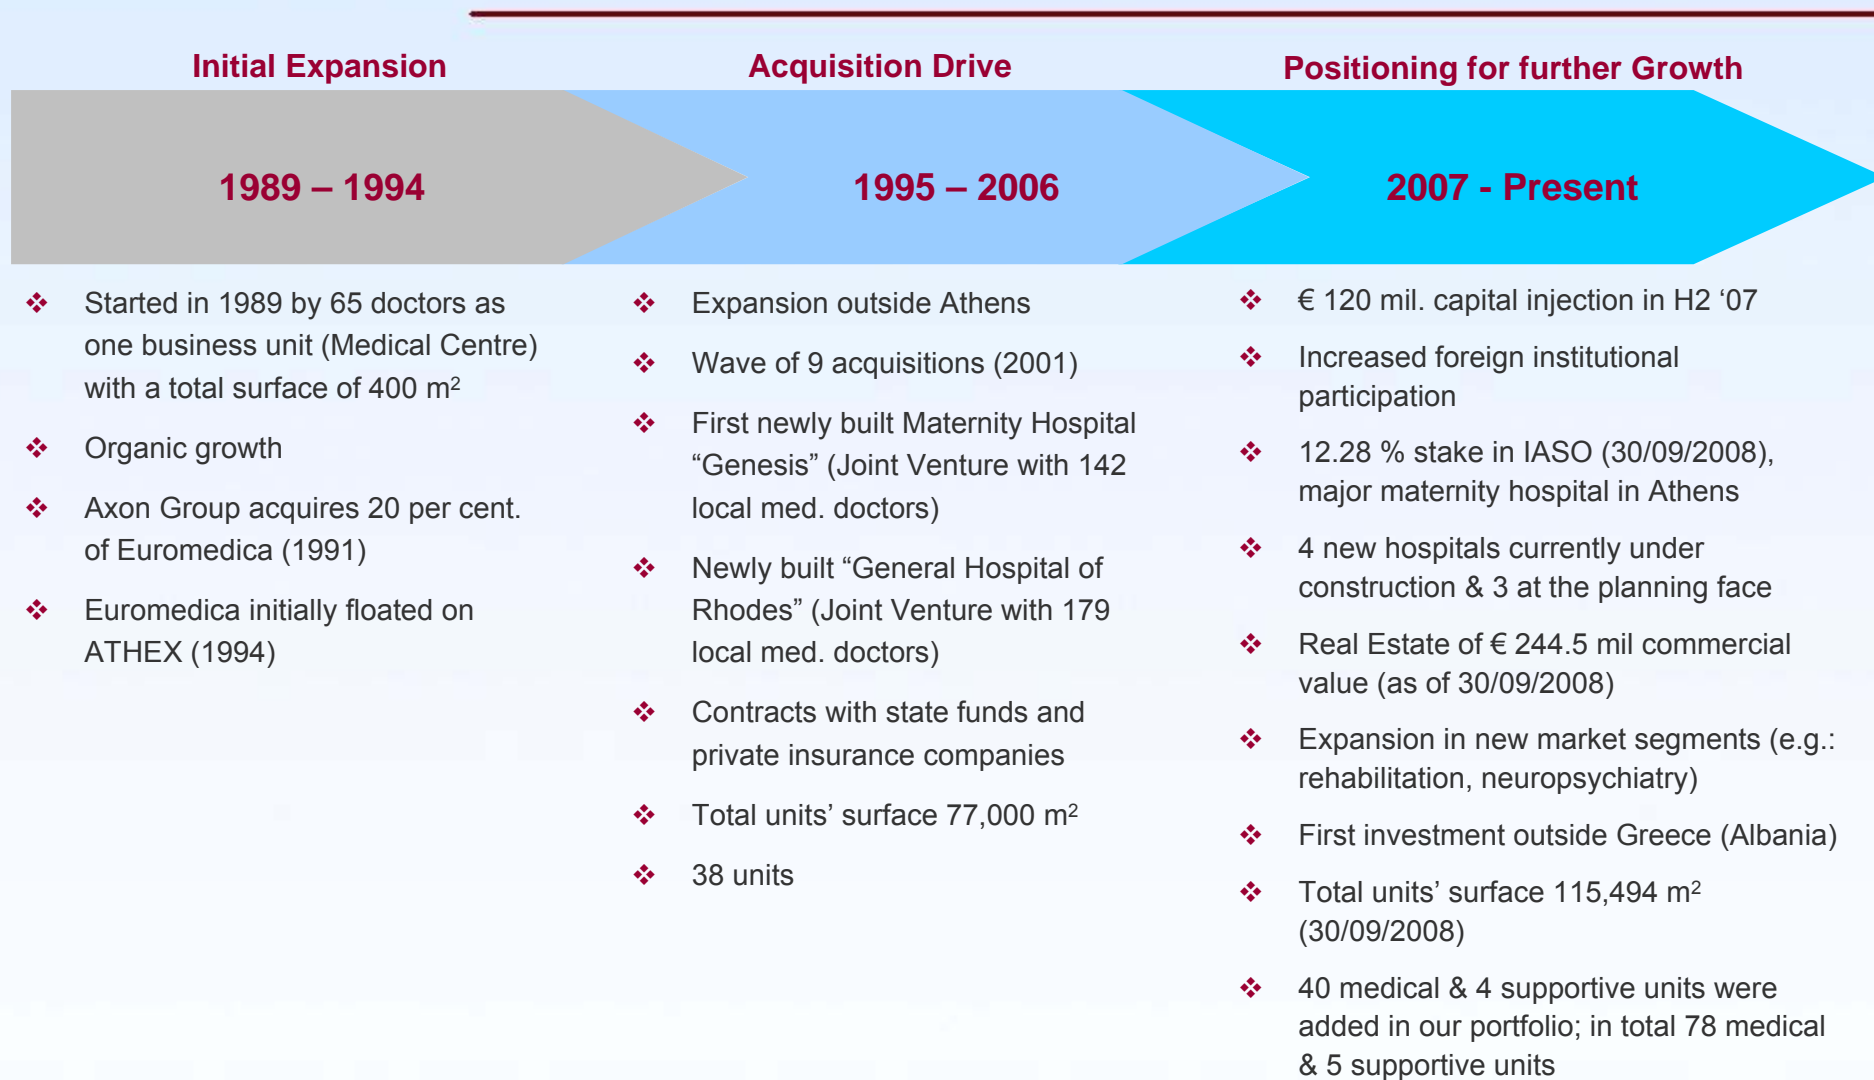 Initial Expansion
1989 – 1994
❖ Started in 1989 by 65 doctors as
one business unit (Medical Centre)
with a total surface of 400 m²
❖ Organic growth
❖ Axon Group acquires 20 per cent.
of Euromedica (1991)
❖ Euromedica initially floated on
ATHEX (1994)
Acquisition Drive
1995 – 2006
❖ Expansion outside Athens
❖ Wave of 9 acquisitions (2001)
❖ First newly built Maternity Hospital
“Genesis” (Joint Venture with 142
local med. doctors)
❖ Newly built “General Hospital of
Rhodes” (Joint Venture with 179
local med. doctors)
❖ Contracts with state funds and
private insurance companies
❖ Total units’ surface 77,000 m²
❖ 38 units
Positioning for further Growth
2007 - Present
❖ € 120 mil. capital injection in H2 ‘07
❖ Increased foreign institutional
participation
❖ 12.28 % stake in IASO (30/09/2008),
major maternity hospital in Athens
❖ 4 new hospitals currently under
construction & 3 at the planning face
❖ Real Estate of € 244.5 mil commercial
value (as of 30/09/2008)
❖ Expansion in new market segments (e.g.:
rehabilitation, neuropsychiatry)
❖ First investment outside Greece (Albania)
❖ Total units’ surface 115,494 m²
(30/09/2008)
❖ 40 medical & 4 supportive units were
added in our portfolio; in total 78 medical
& 5 supportive units